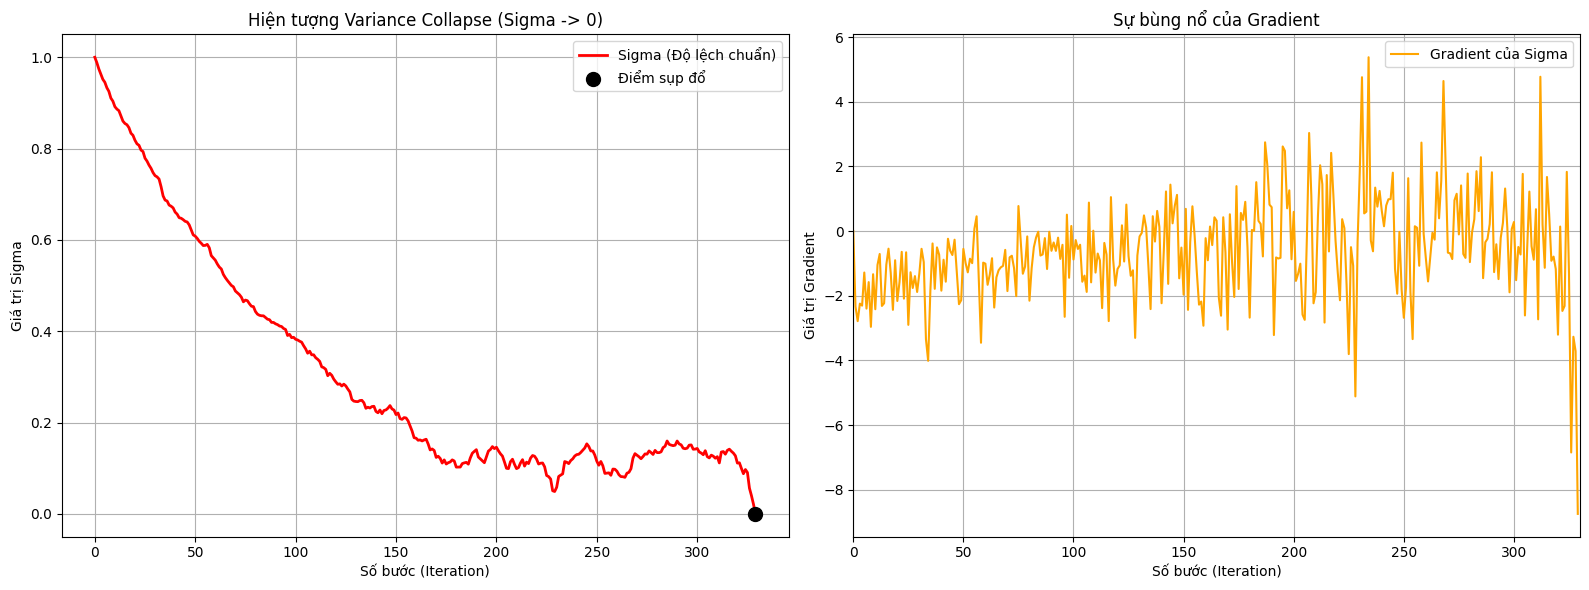 Hiện tượng Variance Collapse (Sigma -> 0)
Sigma (Độ lệch chuẩn)
Điểm sụp đổ
Giá trị Sigma
1.0
0.8
0.6
0.4
0.2
0.0
0 50 100 150 200 250 300
Số bước (Iteration)
Sự bùng nổ của Gradient
Gradient của Sigma
Giá trị Gradient
6
4
2
0
−2
−4
−6
−8
0 50 100 150 200 250 300
Số bước (Iteration)